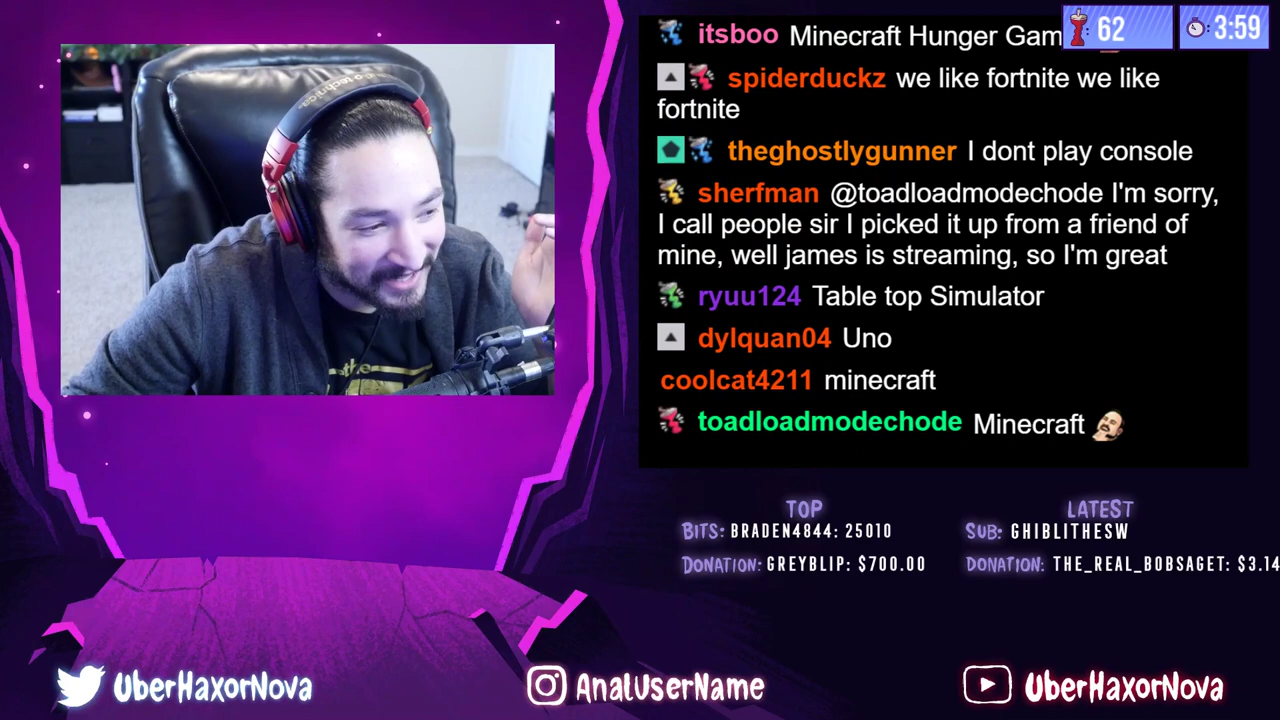 itsboo Minecraft Hunger Gam
62
3:59
spiderduckz we like fortnite we like
fortnite
theghostlygunner I dont play console
sherfman @toadloadmodechode I'm sorry,
I call people sir I picked it up from a friend of
mine, well james is streaming, so I'm great
ryuu124 Table top Simulator
dylquan04 Uno
coolcat4211 minecraft
toadloadmodechode Minecraft
TOP
BITS: BRADEN4844: 25010
DONATION: GREYBLIP: $700.00
LATEST
SUB: GHIBLITHESW
DONATION: THE_REAL_BOBSAGET: $3.14
UberHaxorNova
AnalUserName
UberHaxorNova